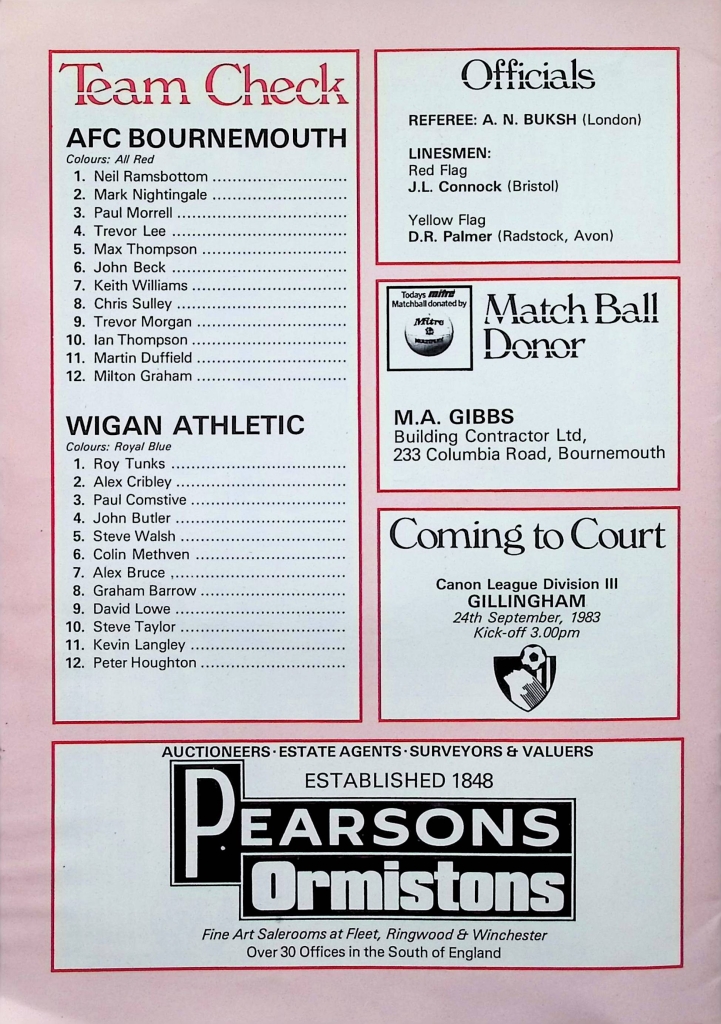 Team Check
AFC BOURNEMOUTH
Colours: All Red
1. Neil Ramsbottom ................................
2. Mark Nightingale ................................
3. Paul Morrell ................................
4. Trevor Lee ................................
5. Max Thompson ................................
6. John Beck ................................
7. Keith Williams ................................
8. Chris Sulley ................................
9. Trevor Morgan ................................
10. Ian Thompson ................................
11. Martin Duffield ................................
12. Milton Graham ................................
WIGAN ATHLETIC
Colours: Royal Blue
1. Roy Tunks ................................
2. Alex Cribley ................................
3. Paul Comstive ................................
4. John Butler ................................
5. Steve Walsh ................................
6. Colin Methven ................................
7. Alex Bruce ................................
8. Graham Barrow ................................
9. David Lowe ................................
10. Steve Taylor ................................
11. Kevin Langley ................................
12. Peter Houghton ................................
Officials
REFEREE: A. N. BUKSH (London)
LINESMEN:
Red Flag
J.L. Connock (Bristol)
Yellow Flag
D.R. Palmer (Radstock, Avon)
Todays mitre
Matchball donated by
Mitre
MULTIPLEX
Match Ball
Donor
M.A. GIBBS
Building Contractor Ltd,
233 Columbia Road, Bournemouth
Coming to Court
Canon League Division III
GILLINGHAM
24th September, 1983
Kick-off 3.00pm
AUCTIONEERS · ESTATE AGENTS · SURVEYORS & VALUERS
ESTABLISHED 1848
PEARSONS
Ormistons
Fine Art Salerooms at Fleet, Ringwood & Winchester
Over 30 Offices in the South of England